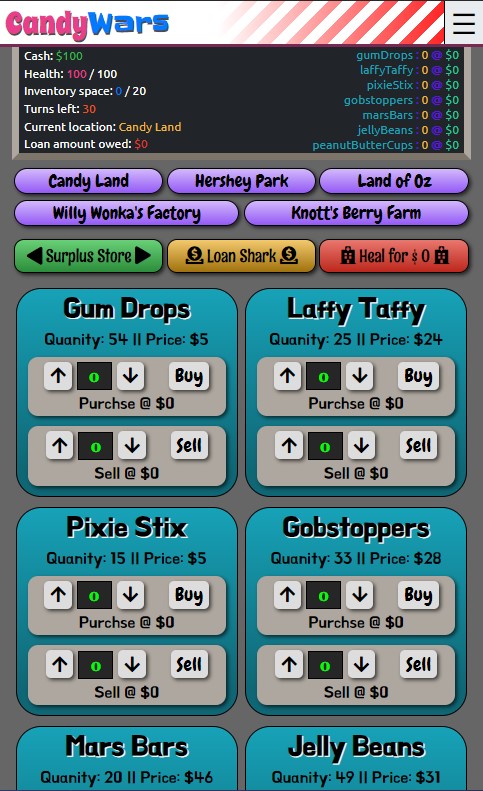 CandyWars
Cash: $100
Health: 100 / 100
Inventory space: 0 / 20
Turns left: 30
Current location: Candy Land
Loan amount owed: $0
gumDrops : 0 @ $0
laffyTaffy : 0 @ $0
pixieStix : 0 @ $0
gobstoppers : 0 @ $0
marsBars : 0 @ $0
jellyBeans : 0 @ $0
peanutButterCups : 0 @ $0
Candy Land Hershey Park Land of Oz
Willy Wonka's Factory Knott's Berry Farm
Surplus Store Loan Shark Heal for $ 0
Gum Drops
Quanity: 54 || Price: $5
0 Buy
Purchse @ $0
0 Sell
Sell @ $0
Laffy Taffy
Quanity: 25 || Price: $24
0 Buy
Purchse @ $0
0 Sell
Sell @ $0
Pixie Stix
Quanity: 15 || Price: $5
0 Buy
Purchse @ $0
0 Sell
Sell @ $0
Gobstoppers
Quanity: 33 || Price: $28
0 Buy
Purchse @ $0
0 Sell
Sell @ $0
Mars Bars
Quanity: 20 || Price: $46
Jelly Beans
Quanity: 49 || Price: $31